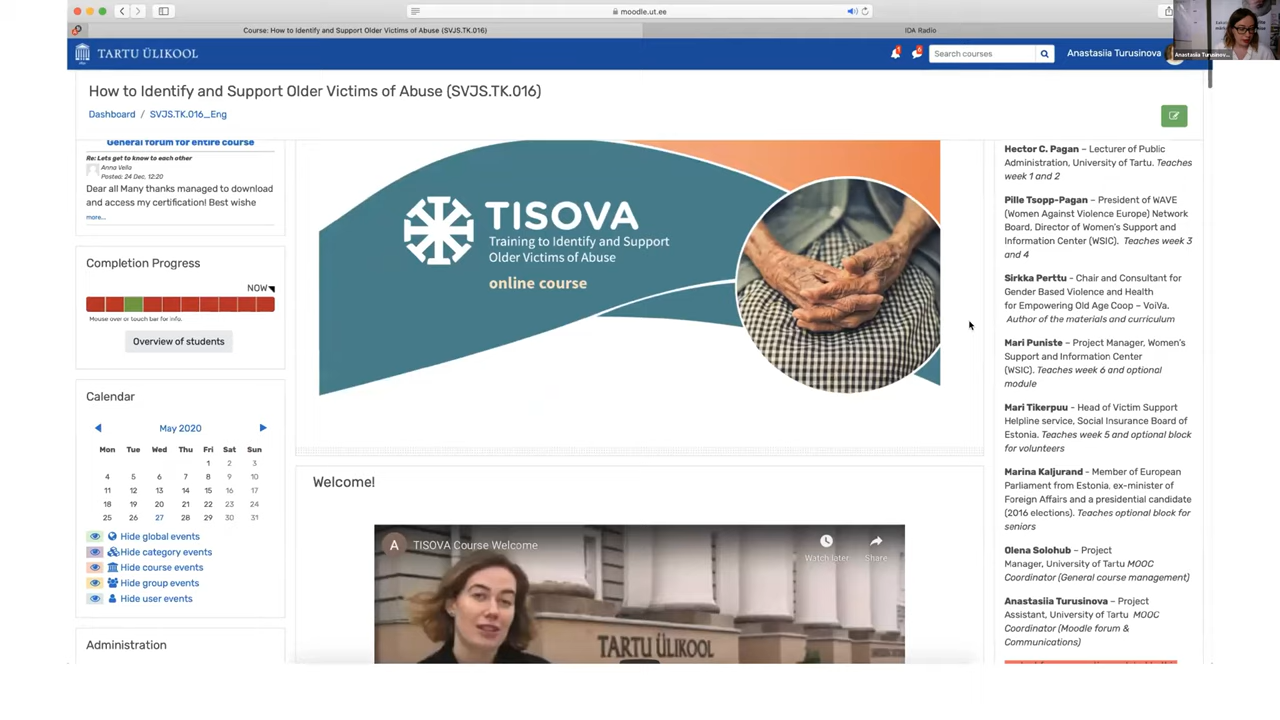 moodle.ut.ee
Course: How to Identify and Support Older Victims of Abuse (SVJS.TK.016)
IDA Radio
TARTU ÜLIKOOL
Search courses
Anastasiia Turusinova
Anastasiia Turusinov...
How to Identify and Support Older Victims of Abuse (SVJS.TK.016)
Dashboard / SVJS.TK.016_Eng
General forum for entire course
Re: Lets get to know to each other
Anna Vella
Posted: 24 Dec, 12:20
Dear all Many thanks managed to download
and access my certification! Best wishe
more...
Completion Progress
NOW
Mouse over or touch bar for info.
Overview of students
Calendar
May 2020
Mon Tue Wed Thu Fri Sat Sun
1 2 3
4 5 6 7 8 9 10
11 12 13 14 15 16 17
18 19 20 21 22 23 24
25 26 27 28 29 30 31
Hide global events
Hide category events
Hide course events
Hide group events
Hide user events
Administration
TISOVA
Training to Identify and Support
Older Victims of Abuse
online course
Welcome!
A TISOVA Course Welcome
Watch later
Share
TARTU ÜLIKOOL
Hector C. Pagan – Lecturer of Public
Administration, University of Tartu. Teaches
week 1 and 2
Pille Tsopp-Pagan – President of WAVE
(Women Against Violence Europe) Network
Board, Director of Women's Support and
Information Center (WSIC). Teaches week 3
and 4
Sirkka Perttu - Chair and Consultant for
Gender Based Violence and Health
for Empowering Old Age Coop – VoiVa.
Author of the materials and curriculum
Mari Puniste – Project Manager, Women's
Support and Information Center
(WSIC). Teaches week 6 and optional
module
Mari Tikerpuu - Head of Victim Support
Helpline service, Social Insurance Board of
Estonia. Teaches week 5 and optional block
for volunteers
Marina Kaljurand - Member of European
Parliament from Estonia. ex-minister of
Foreign Affairs and a presidential candidate
(2016 elections). Teaches optional block for
seniors
Olena Solohub – Project
Manager, University of Tartu MOOC
Coordinator (General course management)
Anastasiia Turusinova – Project
Assistant, University of Tartu MOOC
Coordinator (Moodle forum &
Communications)